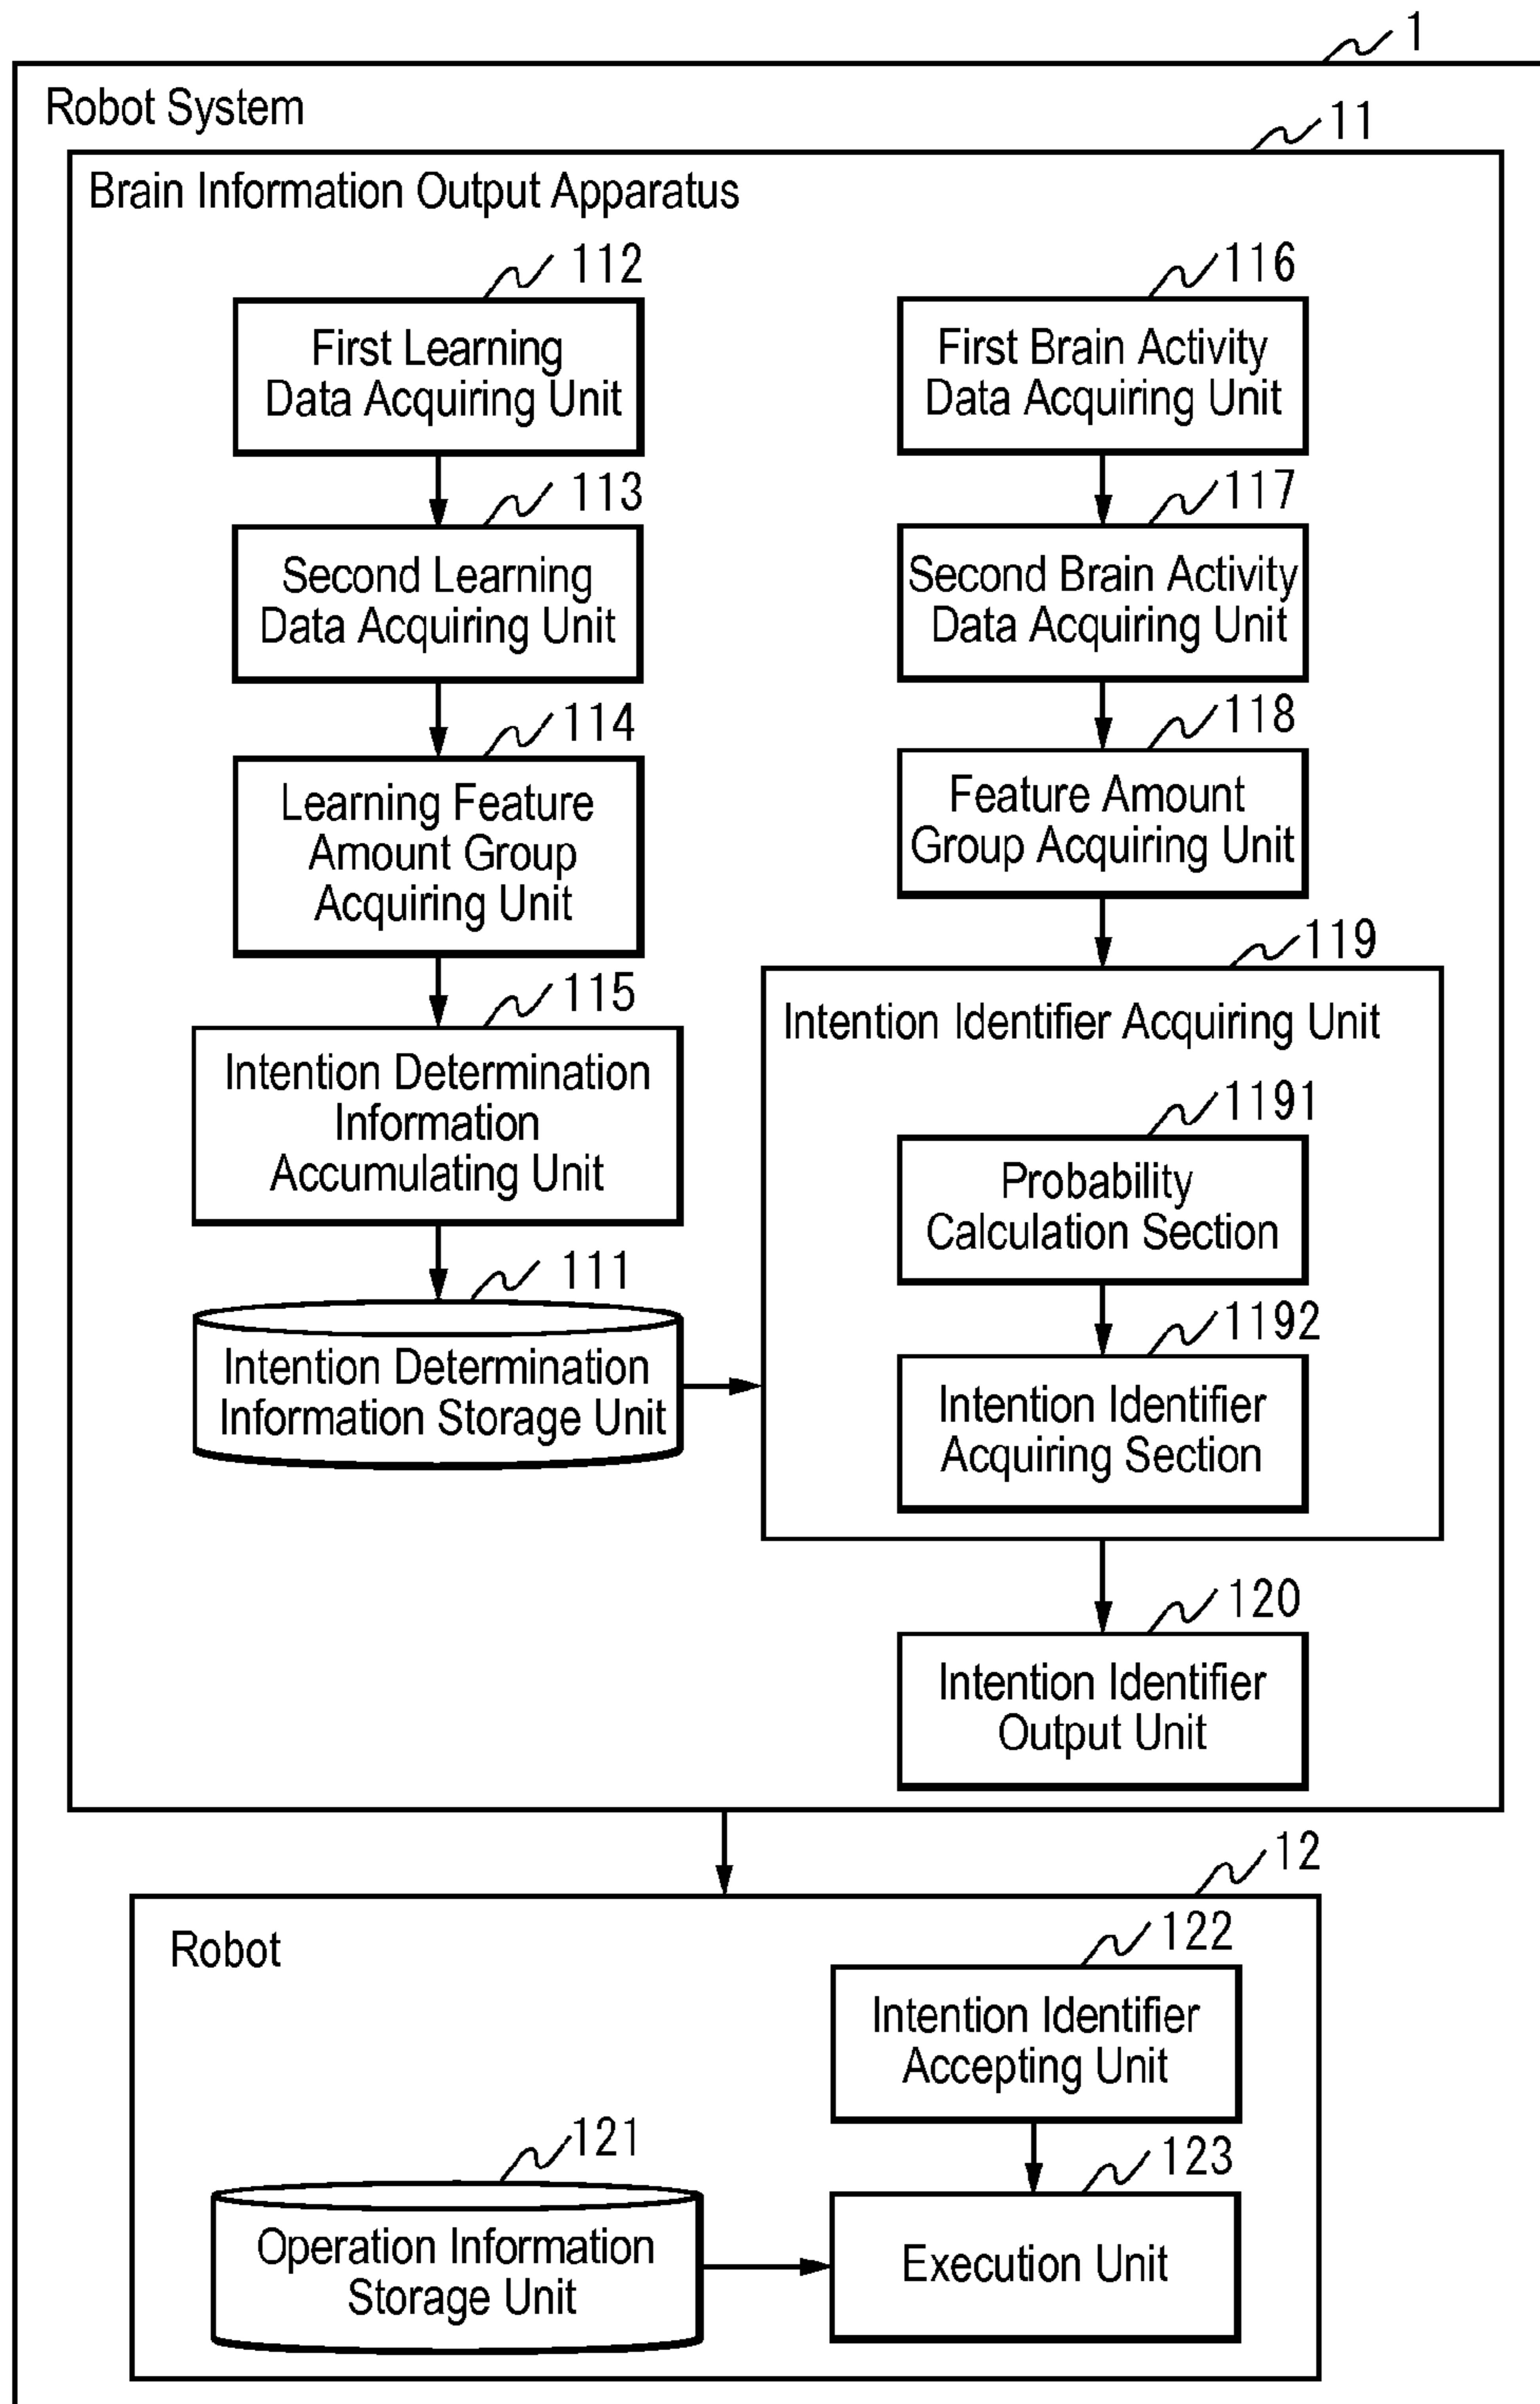 1
Robot System
11
Brain Information Output Apparatus
112
First Learning
Data Acquiring Unit
113
Second Learning
Data Acquiring Unit
114
Learning Feature
Amount Group
Acquiring Unit
115
Intention Determination
Information
Accumulating Unit
111
Intention Determination
Information Storage Unit
116
First Brain Activity
Data Acquiring Unit
117
Second Brain Activity
Data Acquiring Unit
118
Feature Amount
Group Acquiring Unit
119
Intention Identifier Acquiring Unit
1191
Probability
Calculation Section
1192
Intention Identifier
Acquiring Section
120
Intention Identifier
Output Unit
12
Robot
122
Intention Identifier
Accepting Unit
121
Operation Information
Storage Unit
123
Execution Unit